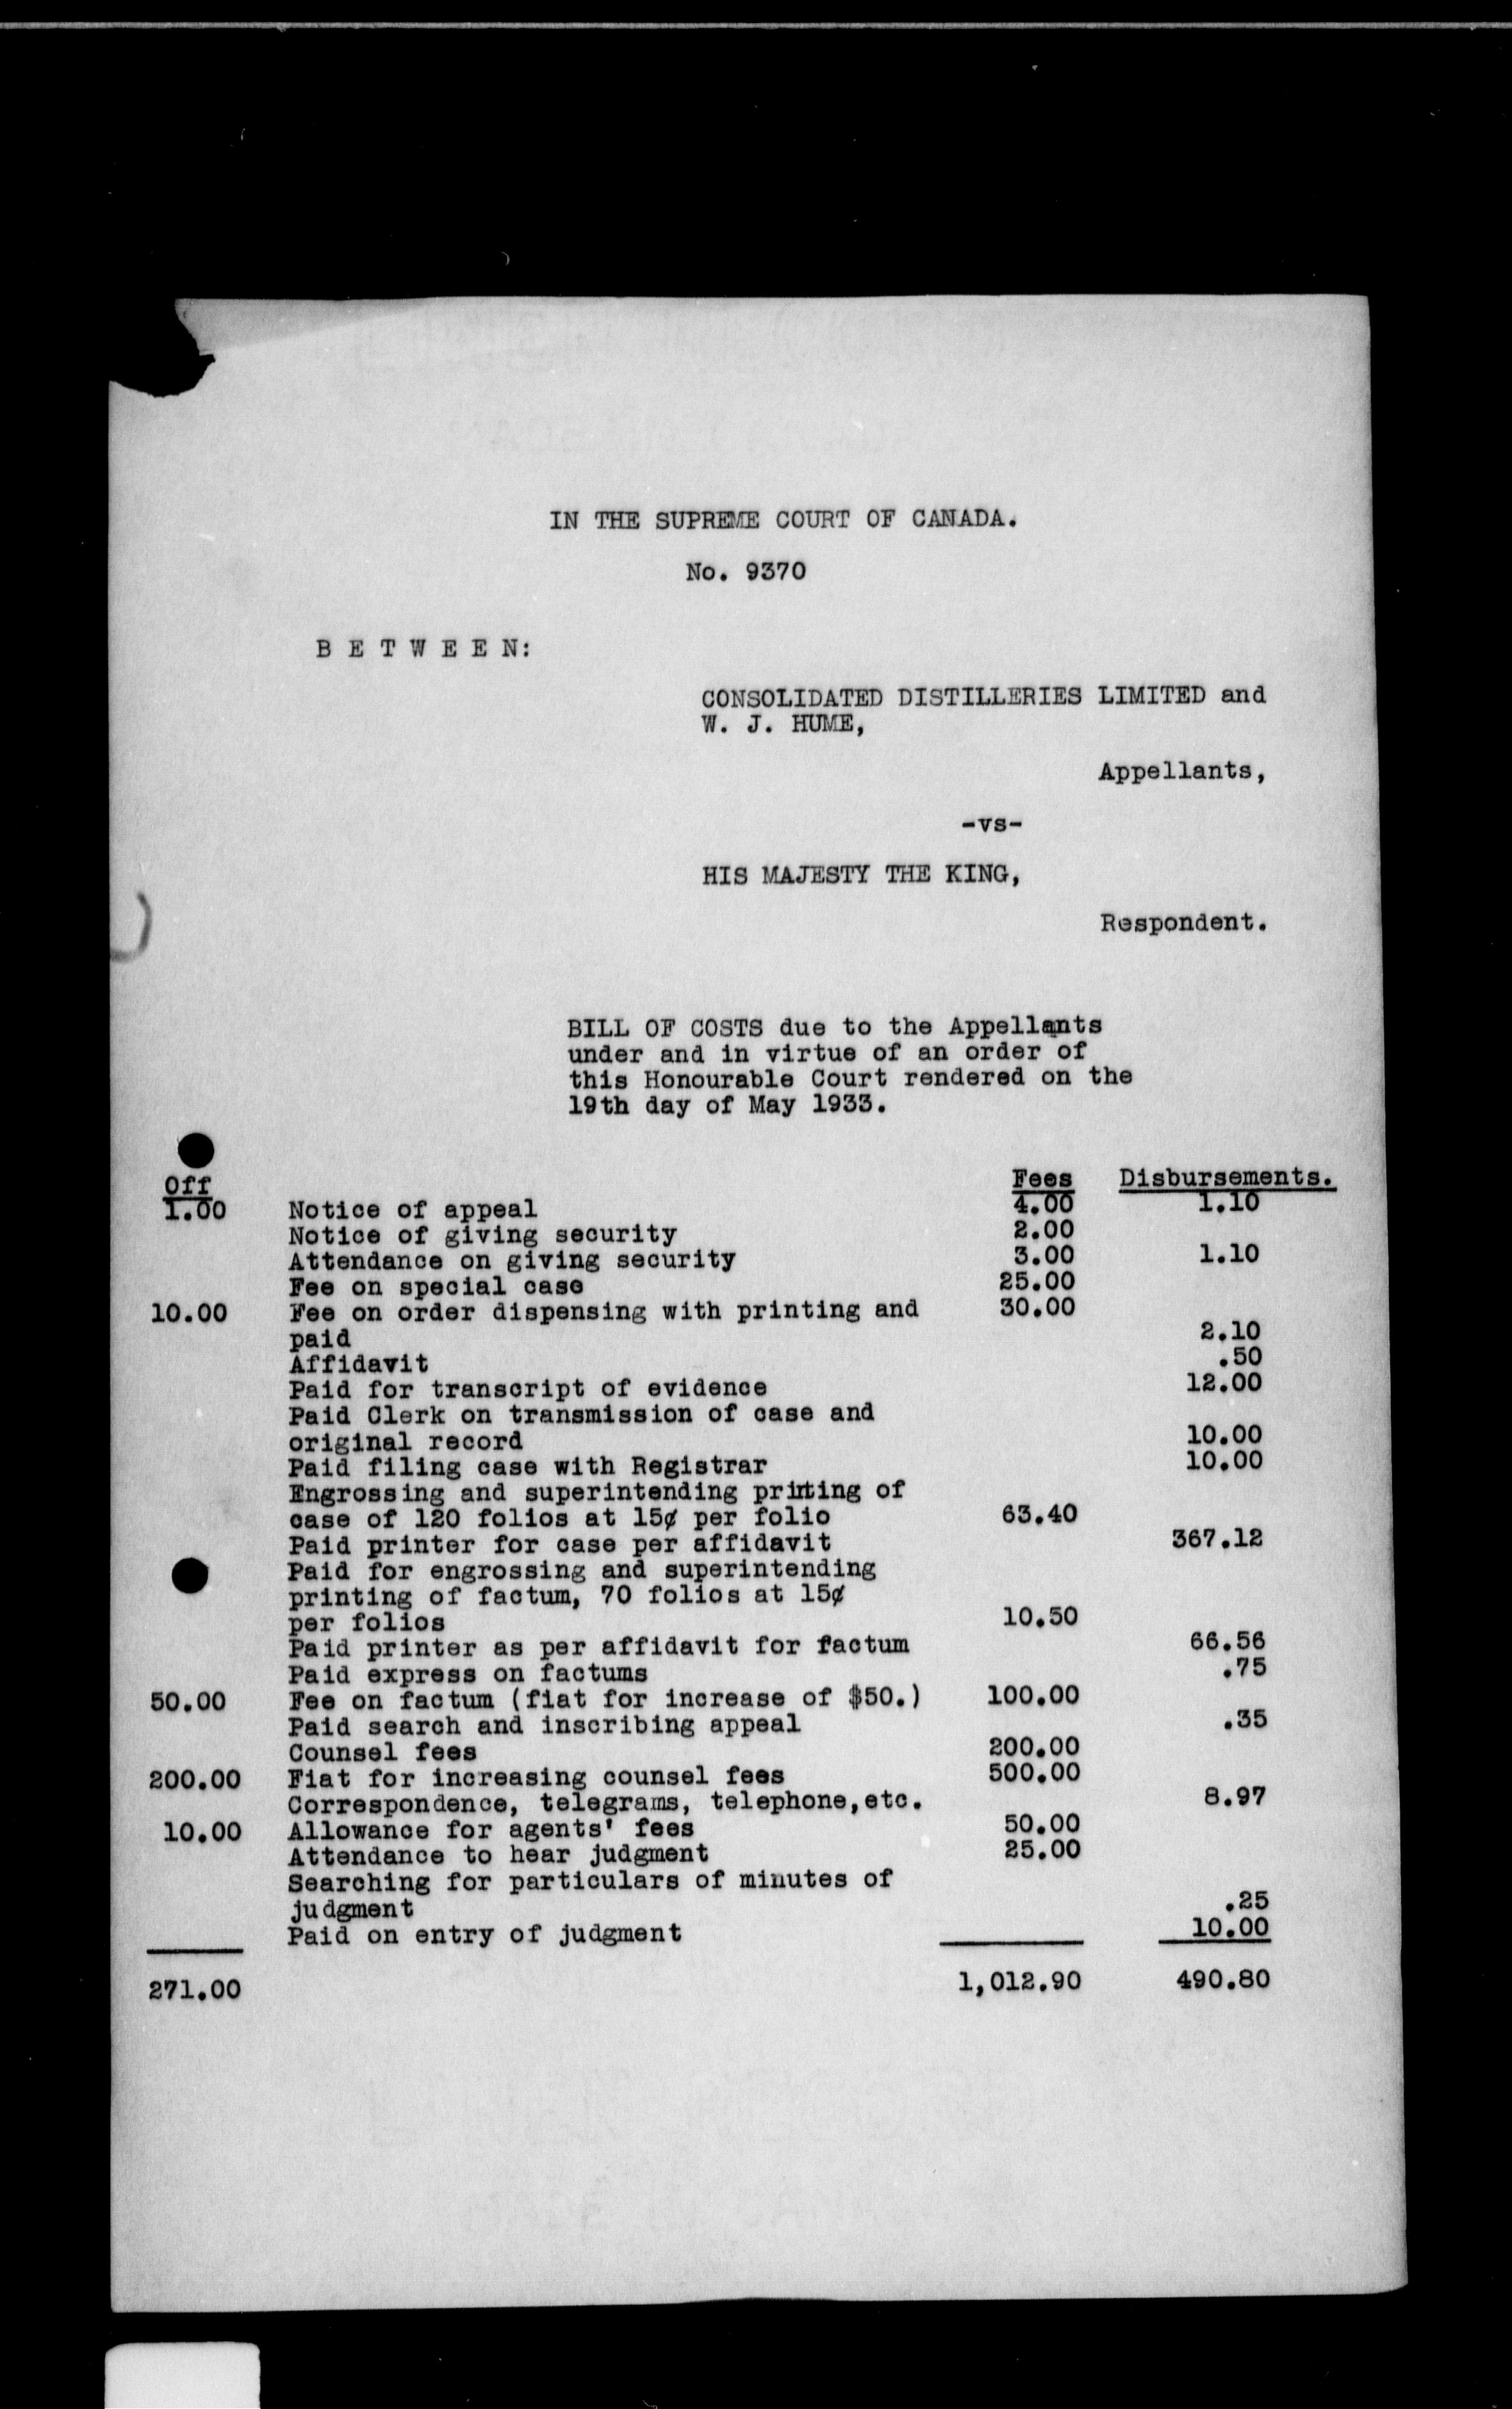 IN THE SUPREME COURT OF CANADA.
No. 9370
B E T W E E N:
CONSOLIDATED DISTILLERIES LIMITED and
W. J. HUME,
Appellants,
-vs-
HIS MAJESTY THE KING,
Respondent.
BILL OF COSTS due to the Appellants
under and in virtue of an order of
this Honourable Court rendered on the
19th day of May 1933.
Off Fees Disbursements.
1.00 Notice of appeal 4.00 1.10
Notice of giving security 2.00
Attendance on giving security 3.00 1.10
Fee on special case 25.00
10.00 Fee on order dispensing with printing and 30.00
paid 2.10
Affidavit .50
Paid for transcript of evidence 12.00
Paid Clerk on transmission of case and
original record 10.00
Paid filing case with Registrar 10.00
Engrossing and superintending printing of
case of 120 folios at 15¢ per folio 63.40
Paid printer for case per affidavit 367.12
Paid for engrossing and superintending
printing of factum, 70 folios at 15¢
per folios 10.50
Paid printer as per affidavit for factum 66.56
Paid express on factums .75
50.00 Fee on factum (fiat for increase of $50.) 100.00
Paid search and inscribing appeal .35
Counsel fees 200.00
200.00 Fiat for increasing counsel fees 500.00
Correspondence, telegrams, telephone,etc. 8.97
10.00 Allowance for agents' fees 50.00
Attendance to hear judgment 25.00
Searching for particulars of minutes of
judgment .25
Paid on entry of judgment 10.00
271.00 1,012.90 490.80